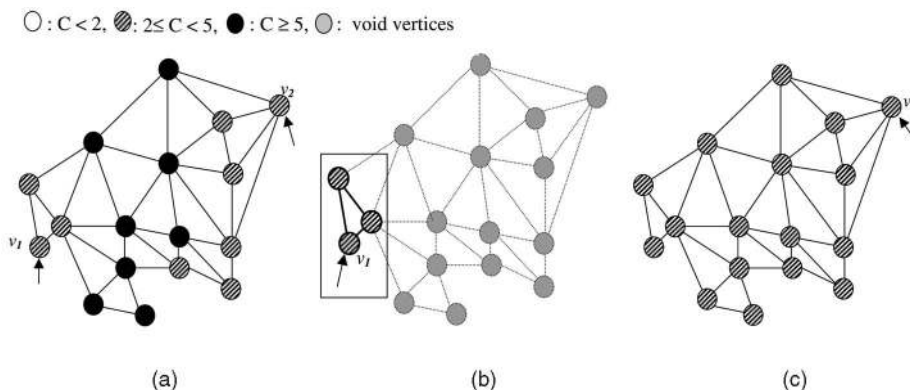 : C < 2, : 2≤ C < 5, : C ≥ 5, : void vertices
v2
v1
v1
v
(a)
(b)
(c)